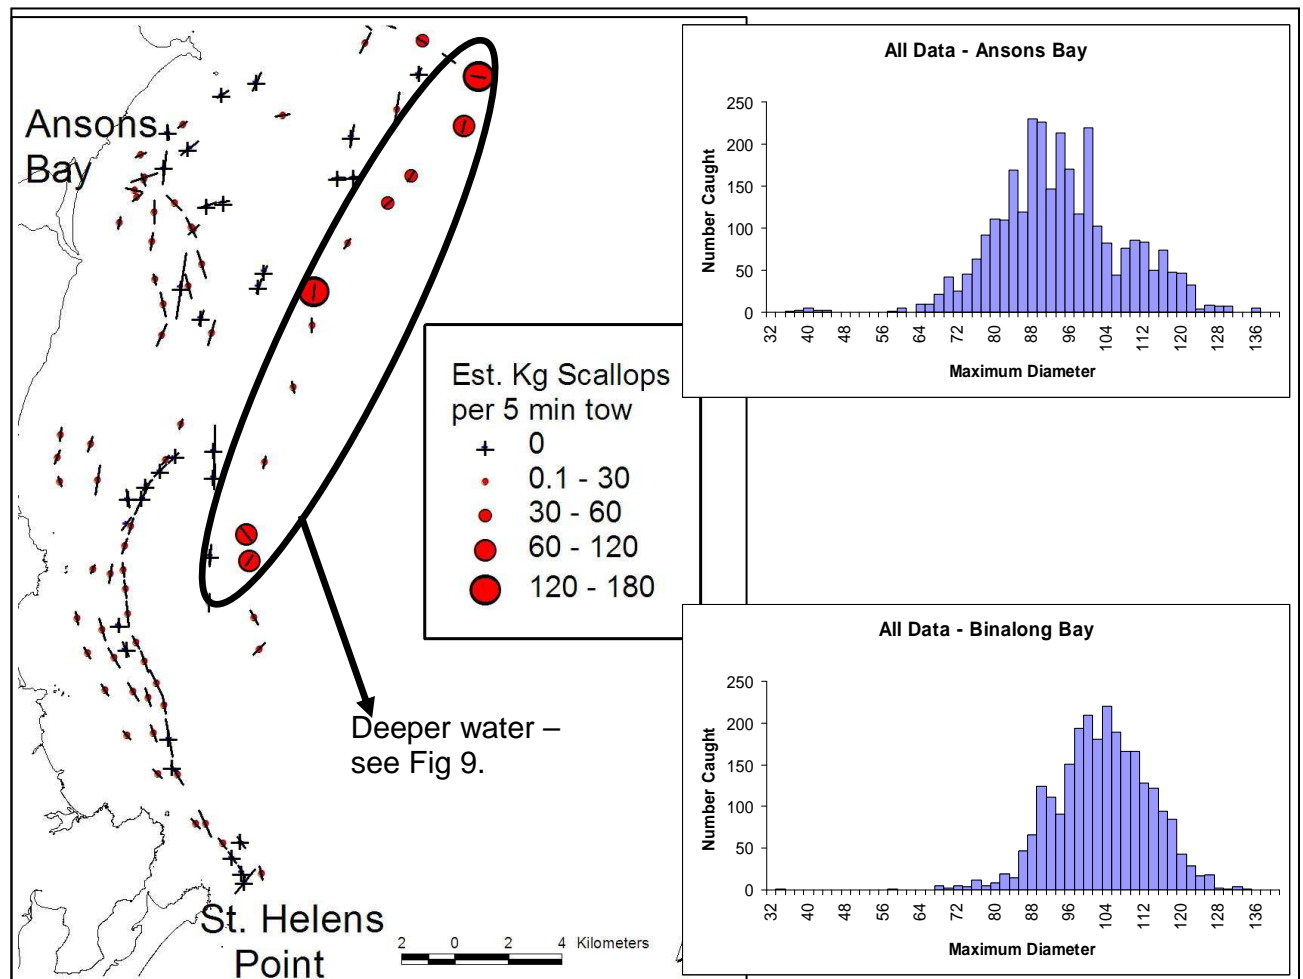 Ansons
Bay
Est. Kg Scallops
per 5 min tow
0
0.1 - 30
30 - 60
60 - 120
120 - 180
Deeper water –
see Fig 9.
St. Helens
Point
2 0 2 4 Kilometers
All Data - Ansons Bay
Number Caught
250
200
150
100
50
0
32 40 48 56 64 72 80 88 96 104 112 120 128 136
Maximum Diameter
All Data - Binalong Bay
Number Caught
250
200
150
100
50
0
32 40 48 56 64 72 80 88 96 104 112 120 128 136
Maximum Diameter